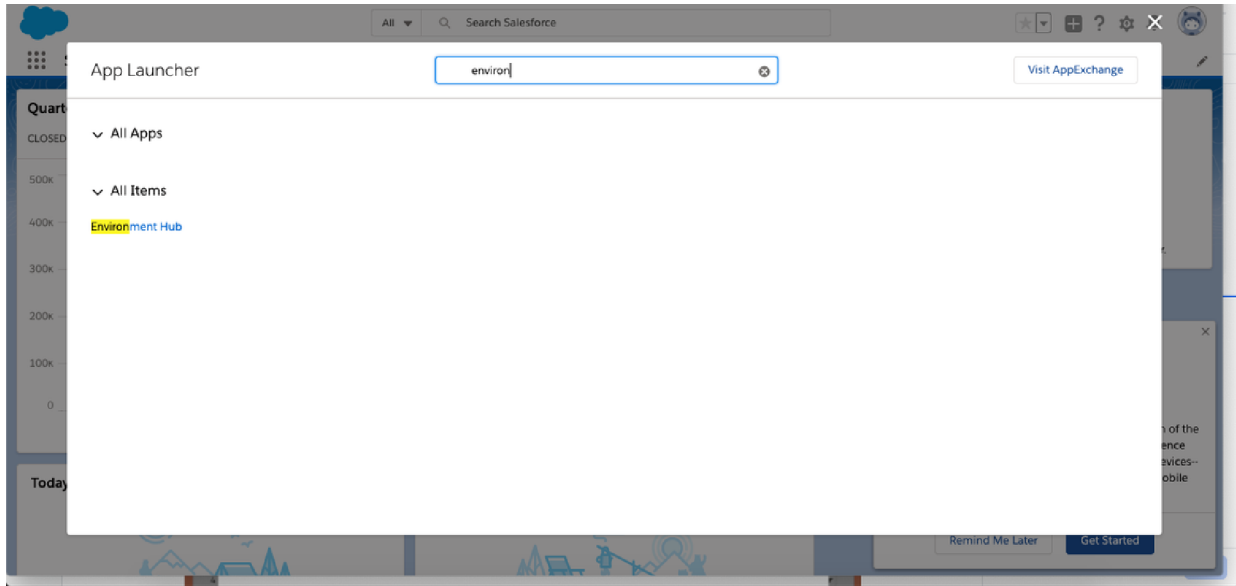 All
Search Salesforce
App Launcher
environ
Visit AppExchange
Quart
CLOSED
All Apps
500K
All Items
400K
Environment Hub
300K
200K
100K
0
of the
ence
evices--
obile
Today
Remind Me Later
Get Started